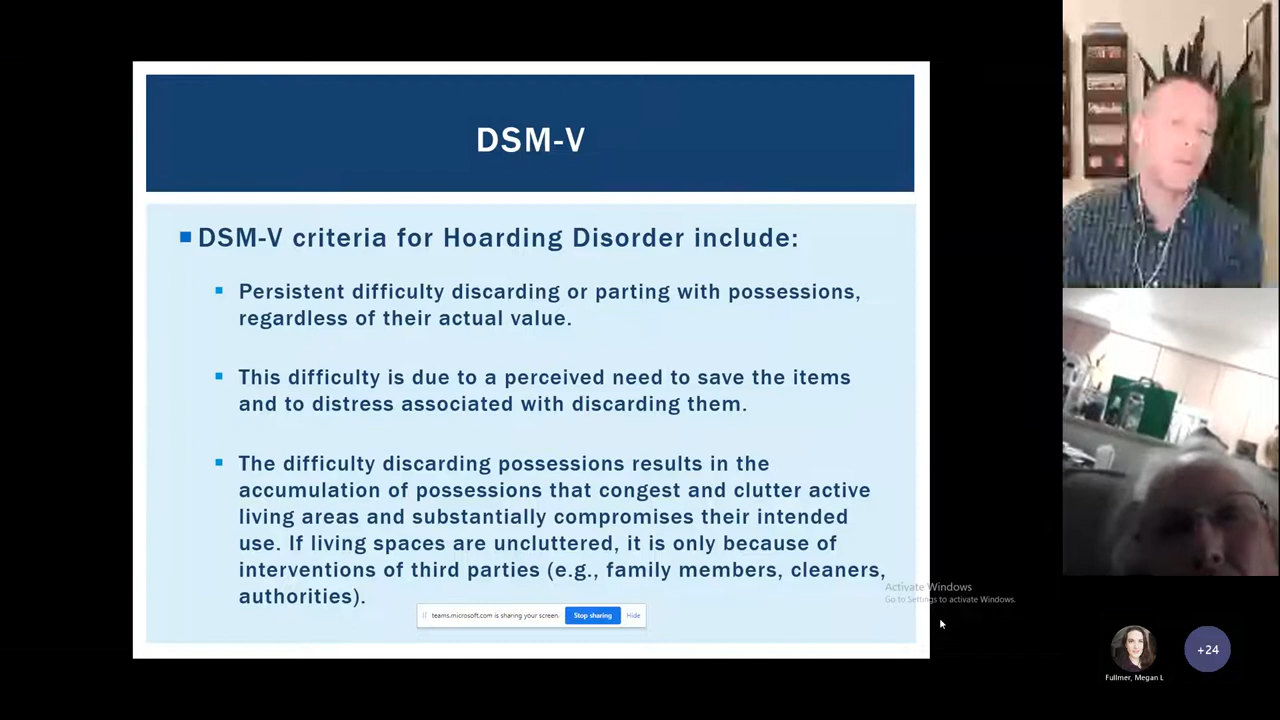 DSM-V
DSM-V criteria for Hoarding Disorder include:
Persistent difficulty discarding or parting with possessions,
regardless of their actual value.
This difficulty is due to a perceived need to save the items
and to distress associated with discarding them.
The difficulty discarding possessions results in the
accumulation of possessions that congest and clutter active
living areas and substantially compromises their intended
use. If living spaces are uncluttered, it is only because of
interventions of third parties (e.g., family members, cleaners,
authorities).
teams.microsoft.com is sharing your screen. Stop sharing Hide
Activate Windows
Go to Settings to activate Windows.
+24
Fullmer, Megan L